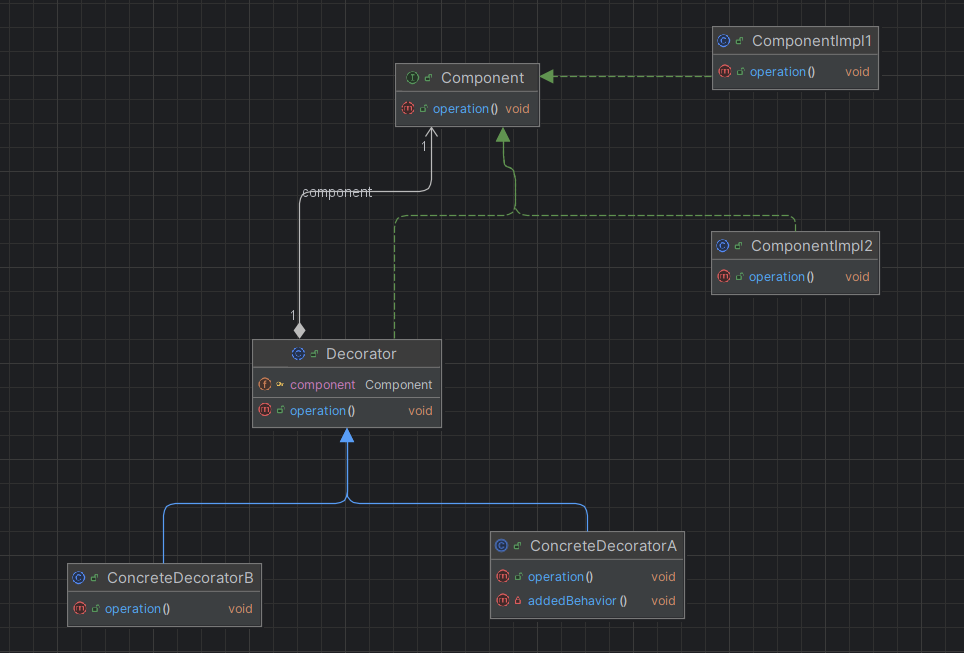 ComponentImpl1
operation() void
Component
operation() void
1
component
ComponentImpl2
operation() void
1
Decorator
component Component
operation() void
ConcreteDecoratorA
operation() void
addedBehavior() void
ConcreteDecoratorB
operation() void